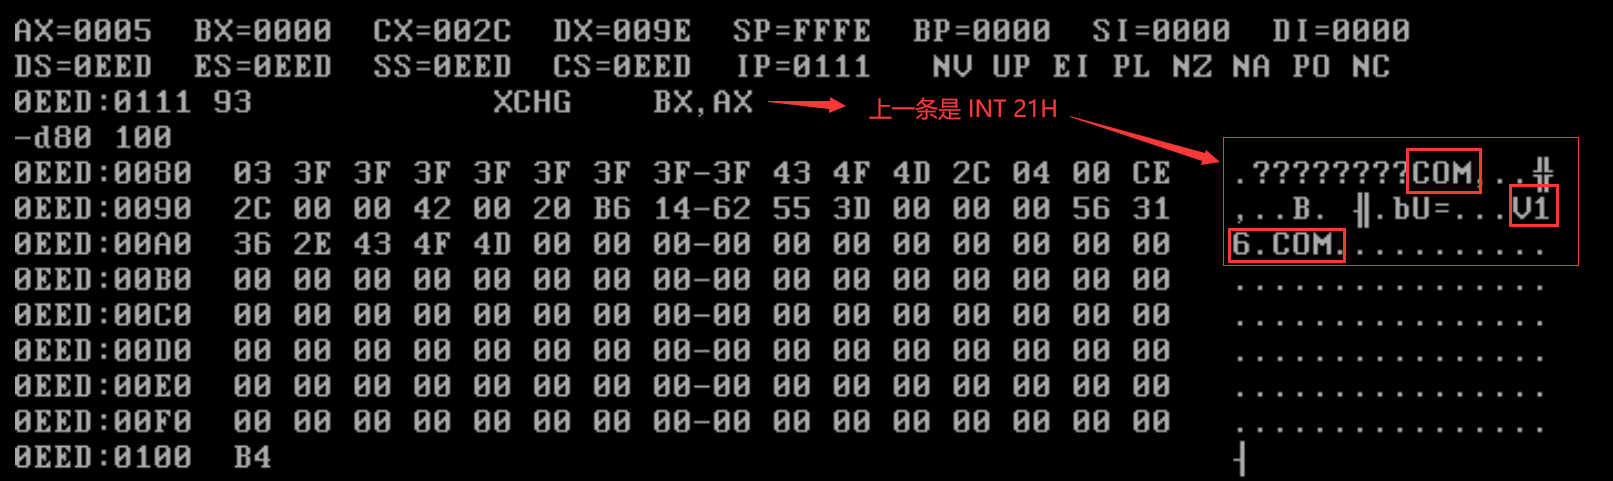 AX=0005 BX=0000 CX=002C DX=009E SP=FFFE BP=0000 SI=0000 DI=0000
DS=0EED ES=0EED SS=0EED CS=0EED IP=0111 NV UP EI PL NZ NA PO NC
0EED:0111 93 XCHG BX,AX 上一条是 INT 21H
-d80 100
0EED:0080 03 3F 3F 3F 3F 3F 3F 3F-3F 43 4F 4D 2C 04 00 CE .????????COM,..╬
0EED:0090 2C 00 00 42 00 20 B6 14-62 55 3D 00 00 00 56 31 ,..B. ╢.bU=...V1
0EED:00A0 36 2E 43 4F 4D 00 00 00-00 00 00 00 00 00 00 00 6.COM...........
0EED:00B0 00 00 00 00 00 00 00 00-00 00 00 00 00 00 00 00 ................
0EED:00C0 00 00 00 00 00 00 00 00-00 00 00 00 00 00 00 00 ................
0EED:00D0 00 00 00 00 00 00 00 00-00 00 00 00 00 00 00 00 ................
0EED:00E0 00 00 00 00 00 00 00 00-00 00 00 00 00 00 00 00 ................
0EED:00F0 00 00 00 00 00 00 00 00-00 00 00 00 00 00 00 00 ................
0EED:0100 B4 ┤